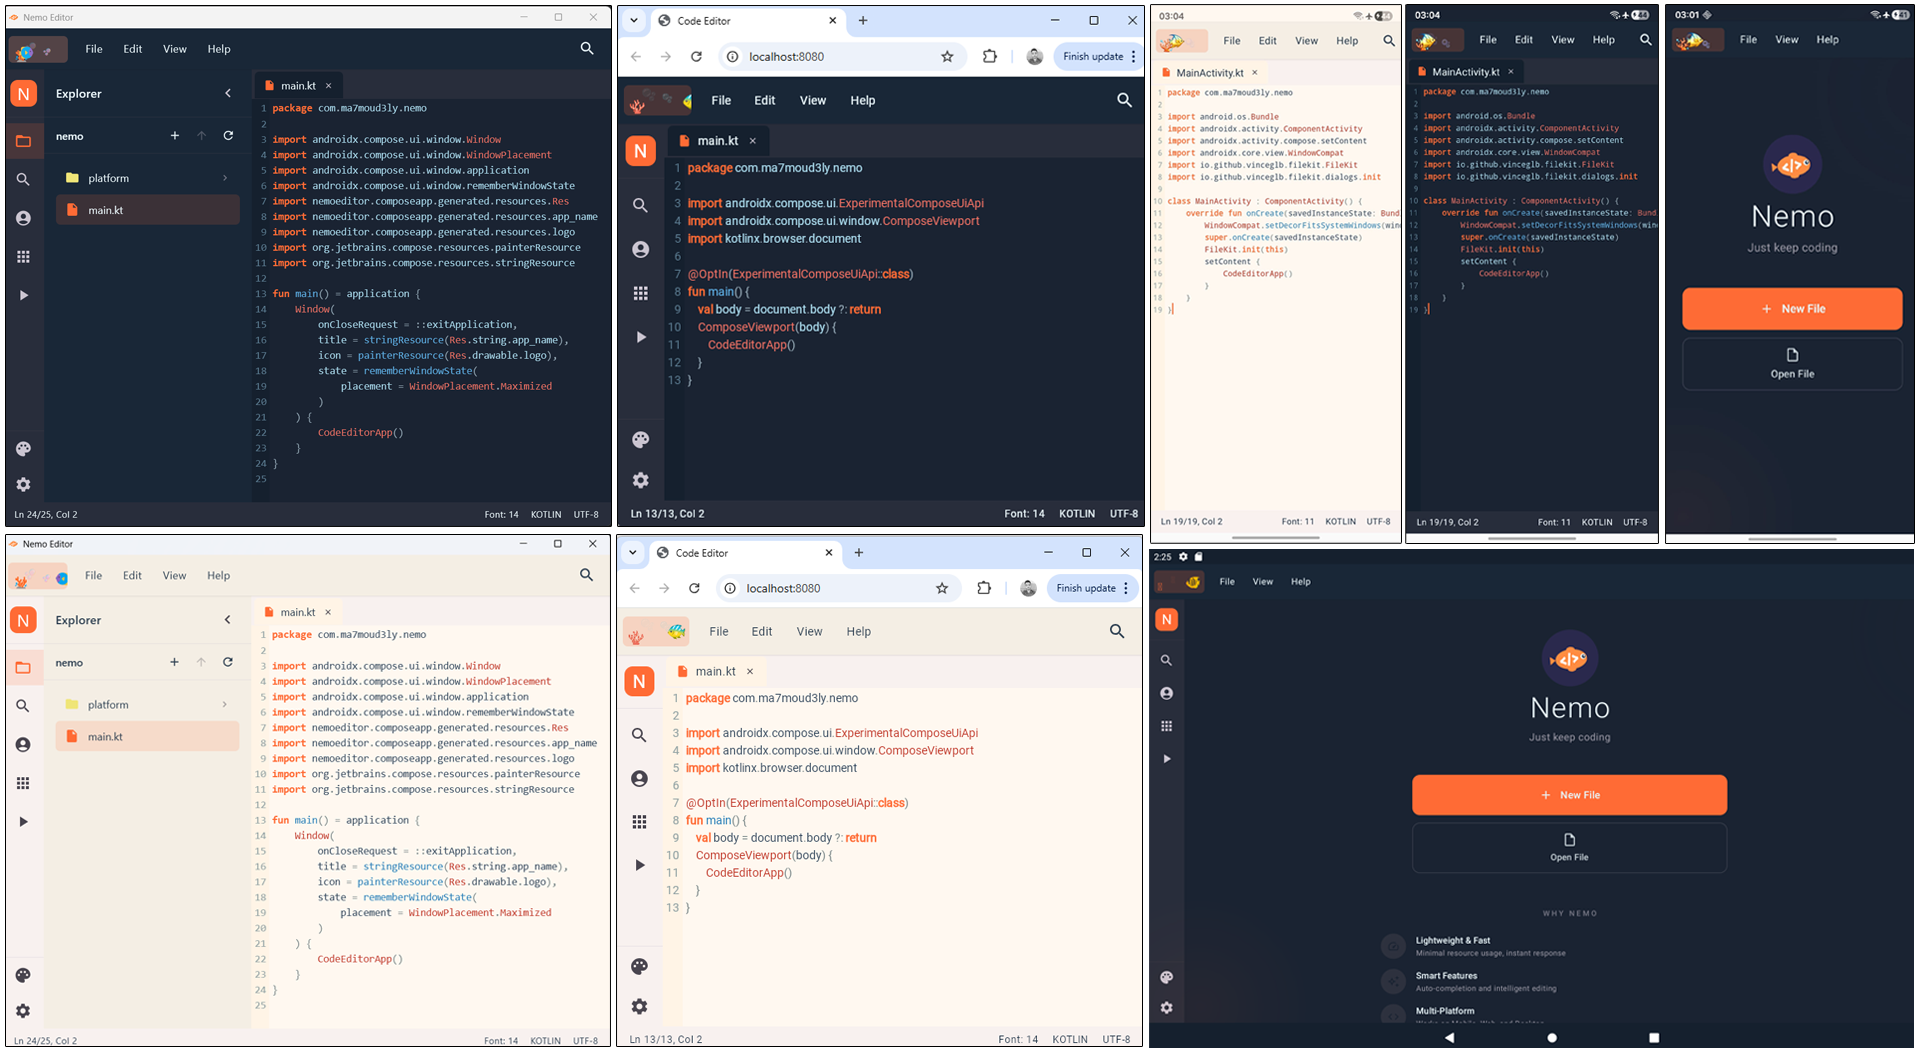 Nemo Editor
File Edit View Help
N
Explorer
nemo
platform
main.kt
main.kt
1 package com.ma7moud3ly.nemo
2
3 import androidx.compose.ui.window.Window
4 import androidx.compose.ui.window.WindowPlacement
5 import androidx.compose.ui.window.application
6 import androidx.compose.ui.window.rememberWindowState
7 import nemoeditor.composeapp.generated.resources.Res
8 import nemoeditor.composeapp.generated.resources.app_name
9 import nemoeditor.composeapp.generated.resources.logo
10 import org.jetbrains.compose.resources.painterResource
11 import org.jetbrains.compose.resources.stringResource
12
13 fun main() = application {
14 Window(
15 onCloseRequest = ::exitApplication,
16 title = stringResource(Res.string.app_name),
17 icon = painterResource(Res.drawable.logo),
18 state = rememberWindowState(
19 placement = WindowPlacement.Maximized
20 )
21 ) {
22 CodeEditorApp()
23 }
24 }
25
Ln 24/25, Col 2 Font: 14 KOTLIN UTF-8
Code Editor
localhost:8080
Finish update
File Edit View Help
N
main.kt
1 package com.ma7moud3ly.nemo
2
3 import androidx.compose.ui.ExperimentalComposeUiApi
4 import androidx.compose.ui.window.ComposeViewport
5 import kotlinx.browser.document
6
7 @OptIn(ExperimentalComposeUiApi::class)
8 fun main() {
9 val body = document.body ?: return
10 ComposeViewport(body) {
11 CodeEditorApp()
12 }
13 }
Ln 13/13, Col 2 Font: 14 KOTLIN UTF-8
03:04
File Edit View Help
MainActivity.kt
1 package com.ma7moud3ly.nemo
2
3 import android.os.Bundle
4 import androidx.activity.ComponentActivity
5 import androidx.activity.compose.setContent
6 import androidx.core.view.WindowCompat
7 import io.github.vinceglb.filekit.FileKit
8 import io.github.vinceglb.filekit.dialogs.init
9
10 class MainActivity : ComponentActivity() {
11 override fun onCreate(savedInstanceState: Bund
12 WindowCompat.setDecorFitsSystemWindows(win
13 super.onCreate(savedInstanceState)
14 FileKit.init(this)
15 setContent {
16 CodeEditorApp()
17 }
18 }
19 }
Ln 19/19, Col 2 Font: 11 KOTLIN UTF-8
03:04
File Edit View Help
MainActivity.kt
1 package com.ma7moud3ly.nemo
2
3 import android.os.Bundle
4 import androidx.activity.ComponentActivity
5 import androidx.activity.compose.setContent
6 import androidx.core.view.WindowCompat
7 import io.github.vinceglb.filekit.FileKit
8 import io.github.vinceglb.filekit.dialogs.init
9
10 class MainActivity : ComponentActivity() {
11 override fun onCreate(savedInstanceState: Bund
12 WindowCompat.setDecorFitsSystemWindows(win
13 super.onCreate(savedInstanceState)
14 FileKit.init(this)
15 setContent {
16 CodeEditorApp()
17 }
18 }
19 }
Ln 19/19, Col 2 Font: 11 KOTLIN UTF-8
03:01
File View Help
Nemo
Just keep coding
+ New File
Open File
Nemo Editor
File Edit View Help
N
Explorer
nemo
platform
main.kt
main.kt
1 package com.ma7moud3ly.nemo
2
3 import androidx.compose.ui.window.Window
4 import androidx.compose.ui.window.WindowPlacement
5 import androidx.compose.ui.window.application
6 import androidx.compose.ui.window.rememberWindowState
7 import nemoeditor.composeapp.generated.resources.Res
8 import nemoeditor.composeapp.generated.resources.app_name
9 import nemoeditor.composeapp.generated.resources.logo
10 import org.jetbrains.compose.resources.painterResource
11 import org.jetbrains.compose.resources.stringResource
12
13 fun main() = application {
14 Window(
15 onCloseRequest = ::exitApplication,
16 title = stringResource(Res.string.app_name),
17 icon = painterResource(Res.drawable.logo),
18 state = rememberWindowState(
19 placement = WindowPlacement.Maximized
20 )
21 ) {
22 CodeEditorApp()
23 }
24 }
25
Ln 24/25, Col 2 Font: 14 KOTLIN UTF-8
Code Editor
localhost:8080
Finish update
File Edit View Help
N
main.kt
1 package com.ma7moud3ly.nemo
2
3 import androidx.compose.ui.ExperimentalComposeUiApi
4 import androidx.compose.ui.window.ComposeViewport
5 import kotlinx.browser.document
6
7 @OptIn(ExperimentalComposeUiApi::class)
8 fun main() {
9 val body = document.body ?: return
10 ComposeViewport(body) {
11 CodeEditorApp()
12 }
13 }
Ln 13/13, Col 2 Font: 14 KOTLIN UTF-8
2:25
File View Help
N
Nemo
Just keep coding
+ New File
Open File
WHY NEMO
Lightweight & Fast
Minimal resource usage, instant response
Smart Features
Auto-completion and intelligent editing
Multi-Platform